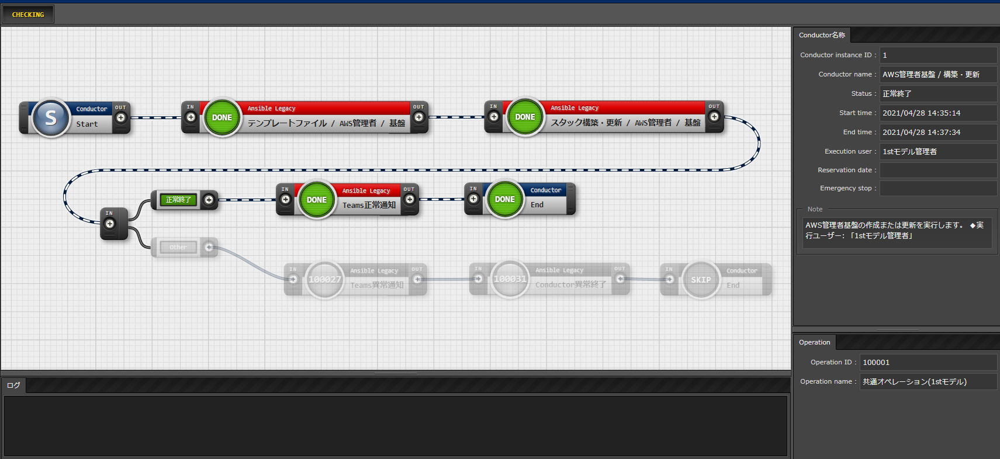 CHECKING
S
Conductor
Start
OUT
IN
DONE
Ansible Legacy
テンプレートファイル / AWS管理者 / 基盤
OUT
IN
DONE
Ansible Legacy
スタック構築・更新 / AWS管理者 / 基盤
OUT
IN
正常終了
Other
IN
DONE
Ansible Legacy
Teams正常通知
OUT
IN
DONE
Conductor
End
IN
100027
Ansible Legacy
Teams異常通知
OUT
IN
100031
Ansible Legacy
Conductor異常終了
OUT
IN
SKIP
Conductor
End
ログ
Conductor名称
Conductor instance ID : 1
Conductor name : AWS管理者基盤 / 構築・更新
Status : 正常終了
Start time : 2021/04/28 14:35:14
End time : 2021/04/28 14:37:34
Execution user : 1stモデル管理者
Reservation date :
Emergency stop :
Note
AWS管理者基盤の作成または更新を実行します。 ◆実
行ユーザー: 「1stモデル管理者」
Operation
Operation ID : 100001
Operation name : 共通オペレーション(1stモデル)